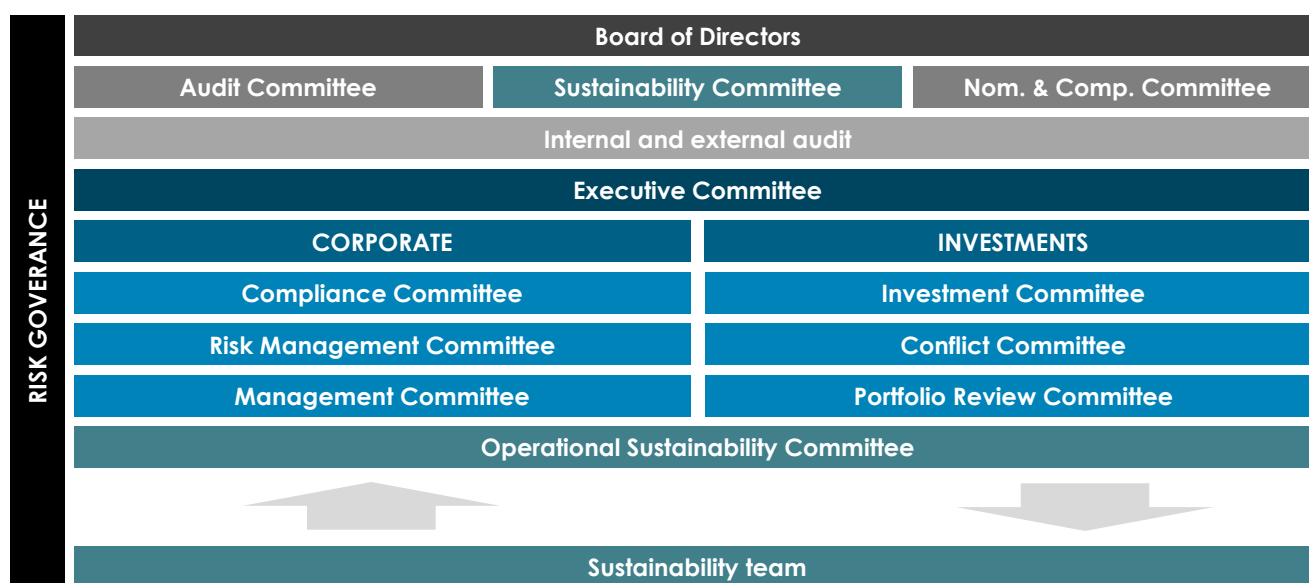 RISK GOVERANCE
Board of Directors
Audit Committee
Sustainability Committee
Nom. & Comp. Committee
Internal and external audit
Executive Committee
CORPORATE
INVESTMENTS
Compliance Committee
Investment Committee
Risk Management Committee
Conflict Committee
Management Committee
Portfolio Review Committee
Operational Sustainability Committee
Sustainability team